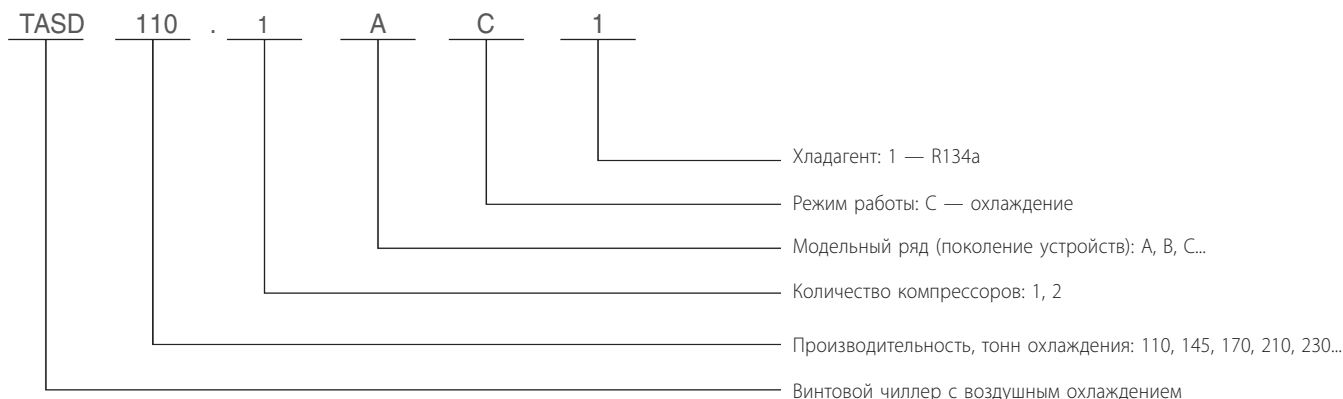 TASD 110 . 1 A C 1
Хладагент: 1 — R134a
Режим работы: C — охлаждение
Модельный ряд (поколение устройств): A, B, C...
Количество компрессоров: 1, 2
Производительность, тонн охлаждения: 110, 145, 170, 210, 230...
Винтовой чиллер с воздушным охлаждением